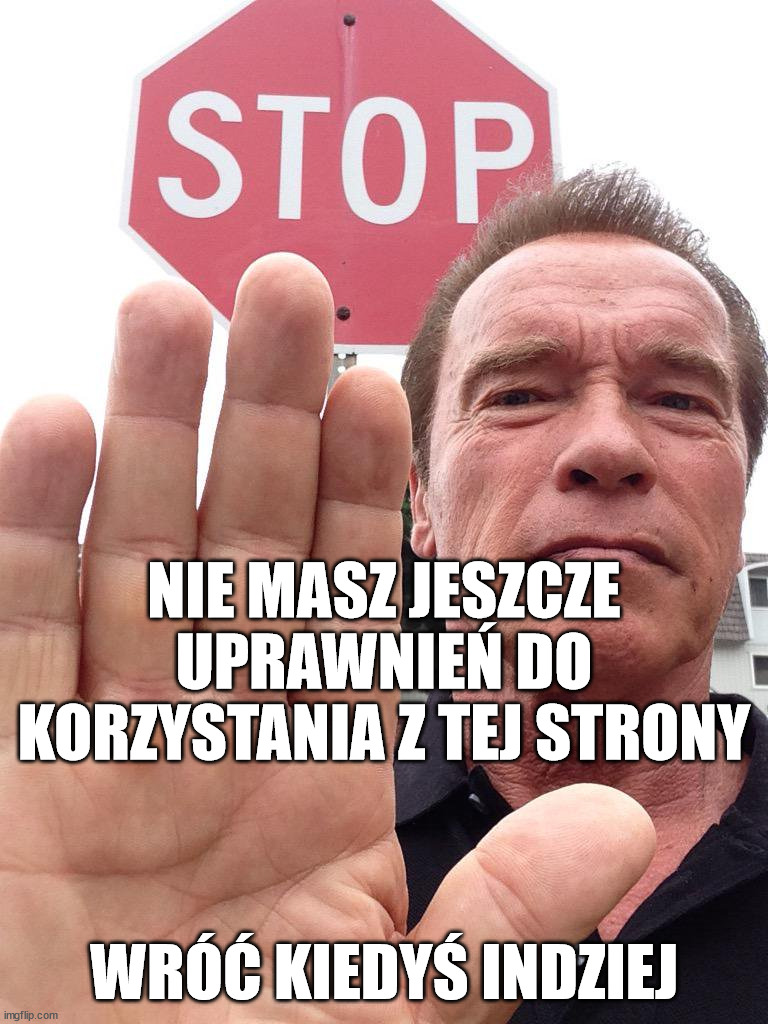 STOP
NIE MASZ JESZCZE
UPRAWNIEŃ DO
KORZYSTANIA Z TEJ STRONY
WRÓĆ KIEDYŚ INDZIEJ
imgflip.com